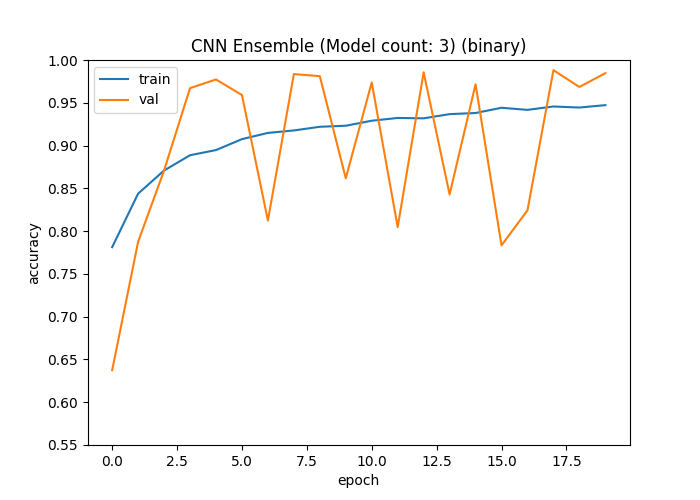 CNN Ensemble (Model count: 3) (binary)
train
val
1.00
0.95
0.90
0.85
0.80
0.75
0.70
0.65
0.60
0.55
accuracy
0.0 2.5 5.0 7.5 10.0 12.5 15.0 17.5
epoch